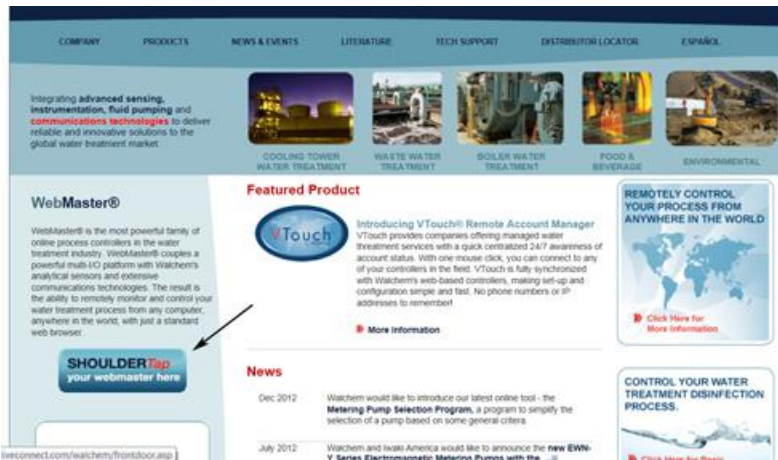 COMPANY
PRODUCTS
NEWS & EVENTS
LITERATURE
TECH SUPPORT
DISTRIBUTOR LOCATOR
ESPAÑOL
Integrating advanced sensing,
instrumentation, fluid pumping and
communications technologies to deliver
reliable and innovative solutions to the
global water treatment market.
COOLING TOWER
WATER TREATMENT
WASTE WATER
TREATMENT
BOILER WATER
TREATMENT
FOOD &
BEVERAGE
ENVIRONMENTAL
WebMaster®
WebMaster® is the most powerful family of
online process controllers in the water
treatment industry. WebMaster® couples a
powerful multi-I/O platform with Walchem's
analytical sensors and extensive
communications technologies. The result is
the ability to remotely monitor and control your
water treatment process from any computer,
anywhere in the world, with just a standard
web browser.
SHOULDERTap
your webmaster here
Featured Product
VTouch
Introducing VTouch® Remote Account Manager
VTouch provides companies offering managed water
threatment services with a quick centralized 24/7 awareness of
account status. With one mouse click, you can connect to any
of your controllers in the field. VTouch is fully synchronized
with Walchem's web-based controllers, making set-up and
configuration simple and fast. No phone numbers or IP
addresses to remember!
More Information
News
Dec 2012
Walchem would like to introduce our latest online tool - the
Metering Pump Selection Program, a program to simplify the
selection of a pump based on some general critera.
July 2012
Walchem and Iwaki America would like to announce the new EWN-
Y Series Electromagnetic Metering Pumps with the ...
REMOTELY CONTROL
YOUR PROCESS FROM
ANYWHERE IN THE WORLD
Click Here for
More Information
CONTROL YOUR WATER
TREATMENT DISINFECTION
PROCESS.
Click Here for Basic
iveconnect.com/walchem/frontdoor.asp